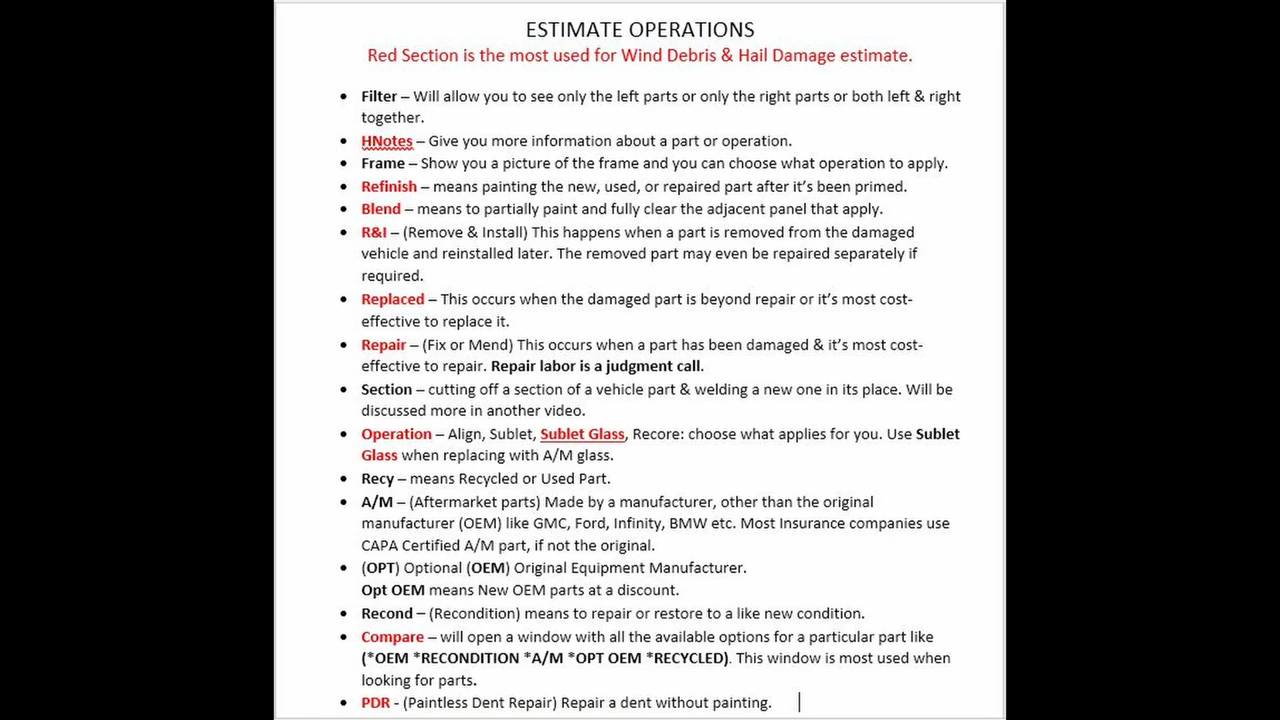 ESTIMATE OPERATIONS
Red Section is the most used for Wind Debris & Hail Damage estimate.
• Filter – Will allow you to see only the left parts or only the right parts or both left & right
together.
• HNotes – Give you more information about a part or operation.
• Frame – Show you a picture of the frame and you can choose what operation to apply.
• Refinish – means painting the new, used, or repaired part after it's been primed.
• Blend – means to partially paint and fully clear the adjacent panel that apply.
• R&I – (Remove & Install) This happens when a part is removed from the damaged
vehicle and reinstalled later. The removed part may even be repaired separately if
required.
• Replaced – This occurs when the damaged part is beyond repair or it's most cost-
effective to replace it.
• Repair – (Fix or Mend) This occurs when a part has been damaged & it's most cost-
effective to repair. Repair labor is a judgment call.
• Section – cutting off a section of a vehicle part & welding a new one in its place. Will be
discussed more in another video.
• Operation – Align, Sublet, Sublet Glass, Recore: choose what applies for you. Use Sublet
Glass when replacing with A/M glass.
• Recy – means Recycled or Used Part.
• A/M – (Aftermarket parts) Made by a manufacturer, other than the original
manufacturer (OEM) like GMC, Ford, Infinity, BMW etc. Most Insurance companies use
CAPA Certified A/M part, if not the original.
• (OPT) Optional (OEM) Original Equipment Manufacturer.
Opt OEM means New OEM parts at a discount.
• Recond – (Recondition) means to repair or restore to a like new condition.
• Compare – will open a window with all the available options for a particular part like
(*OEM *RECONDITION *A/M *OPT OEM *RECYCLED). This window is most used when
looking for parts.
• PDR - (Paintless Dent Repair) Repair a dent without painting.